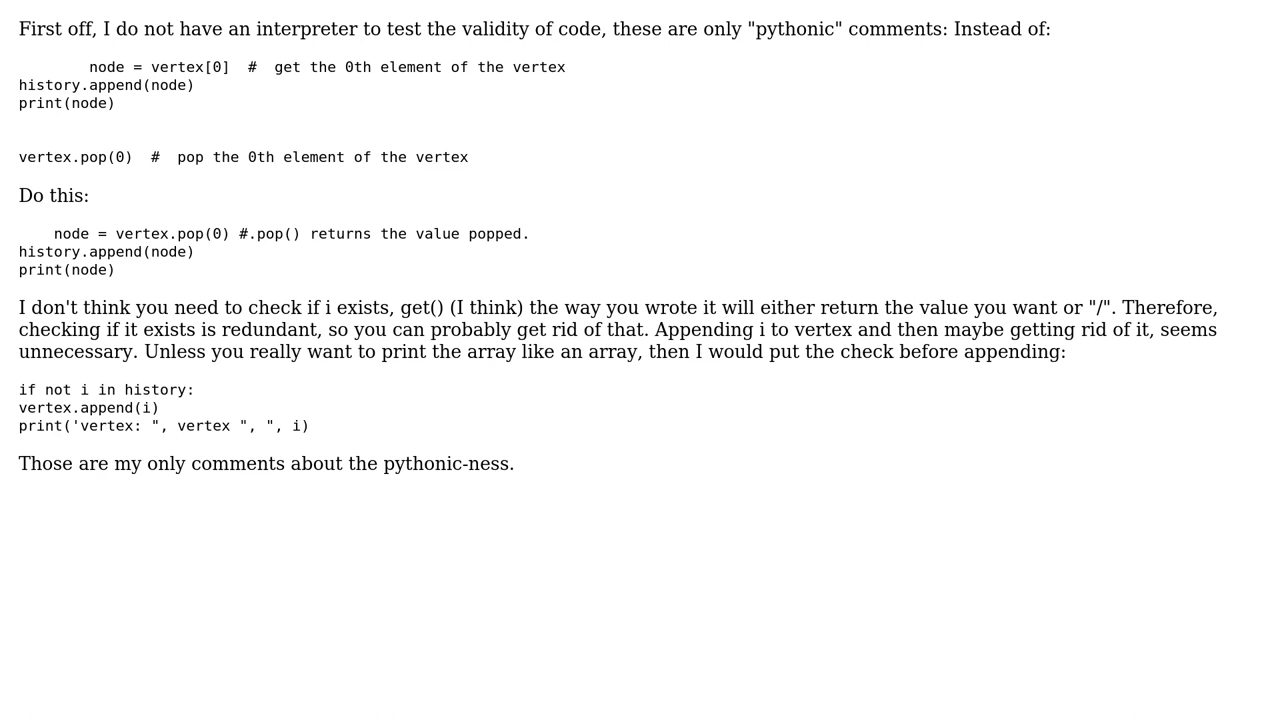 First off, I do not have an interpreter to test the validity of code, these are only "pythonic" comments: Instead of:
        node = vertex[0]  #  get the 0th element of the vertex
history.append(node)
print(node)
vertex.pop(0)  #  pop the 0th element of the vertex
Do this:
    node = vertex.pop(0) #.pop() returns the value popped.
history.append(node)
print(node)
I don't think you need to check if i exists, get() (I think) the way you wrote it will either return the value you want or "/". Therefore,
checking if it exists is redundant, so you can probably get rid of that. Appending i to vertex and then maybe getting rid of it, seems
unnecessary. Unless you really want to print the array like an array, then I would put the check before appending:
if not i in history:
vertex.append(i)
print('vertex: ", vertex ", ", i)
Those are my only comments about the pythonic-ness.